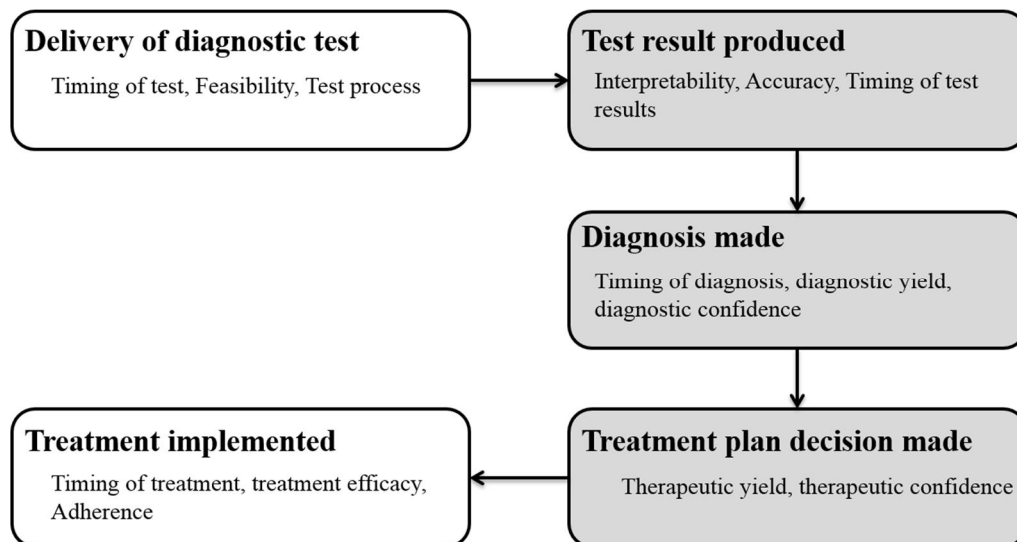 Delivery of diagnostic test
Timing of test, Feasibility, Test process
Test result produced
Interpretability, Accuracy, Timing of test
results
Diagnosis made
Timing of diagnosis, diagnostic yield,
diagnostic confidence
Treatment plan decision made
Therapeutic yield, therapeutic confidence
Treatment implemented
Timing of treatment, treatment efficacy,
Adherence